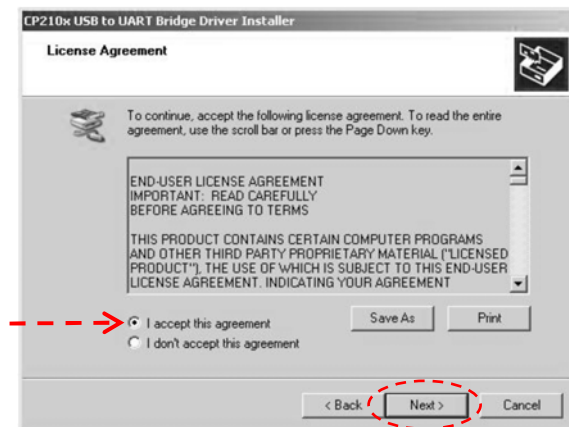 CP210x USB to UART Bridge Driver Installer
License Agreement
To continue, accept the following license agreement. To read the entire
agreement, use the scroll bar or press the Page Down key.
END-USER LICENSE AGREEMENT
IMPORTANT: READ CAREFULLY
BEFORE AGREEING TO TERMS
THIS PRODUCT CONTAINS CERTAIN COMPUTER PROGRAMS
AND OTHER THIRD PARTY PROPRIETARY MATERIAL ("LICENSED
PRODUCT"), THE USE OF WHICH IS SUBJECT TO THIS END-USER
LICENSE AGREEMENT. INDICATING YOUR AGREEMENT
I accept this agreement
Save As
Print
I don't accept this agreement
< Back
Next >
Cancel